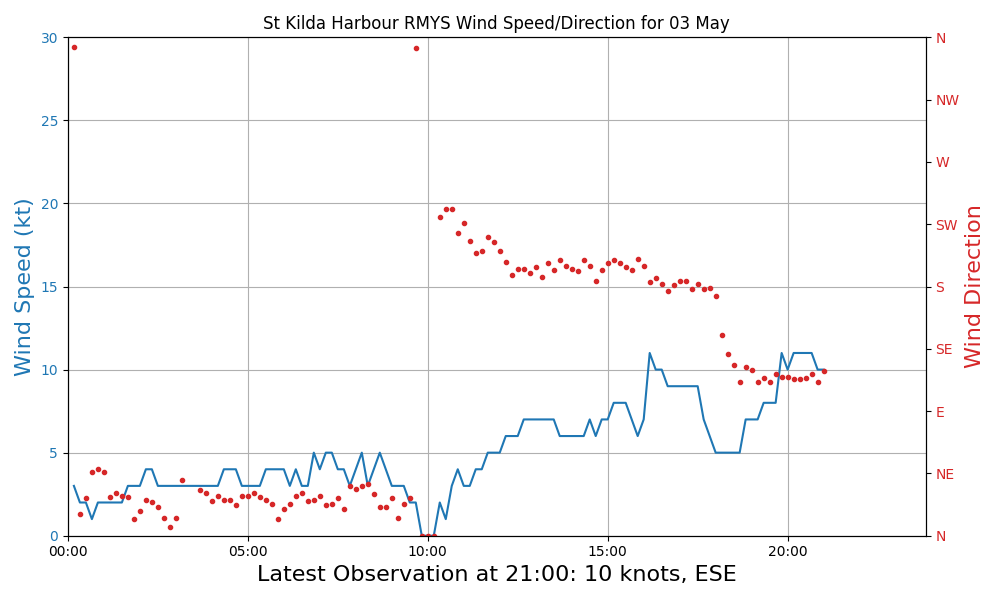 St Kilda Harbour RMYS Wind Speed/Direction for 03 May
30
25
20
15
10
5
0
Wind Speed (kt)
N
NW
W
SW
S
SE
E
NE
N
Wind Direction
00:00 05:00 10:00 15:00 20:00
Latest Observation at 21:00: 10 knots, ESE